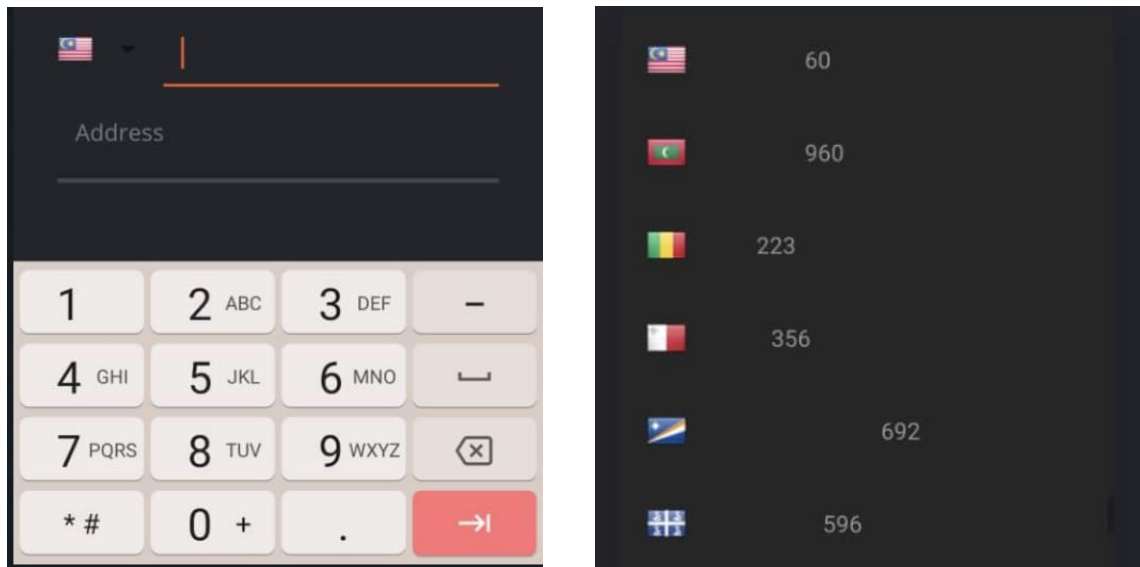 Address
1 2 ABC 3 DEF –
4 GHI 5 JKL 6 MNO
7 PQRS 8 TUV 9 WXYZ
* # 0 + .
60
960
223
356
692
596